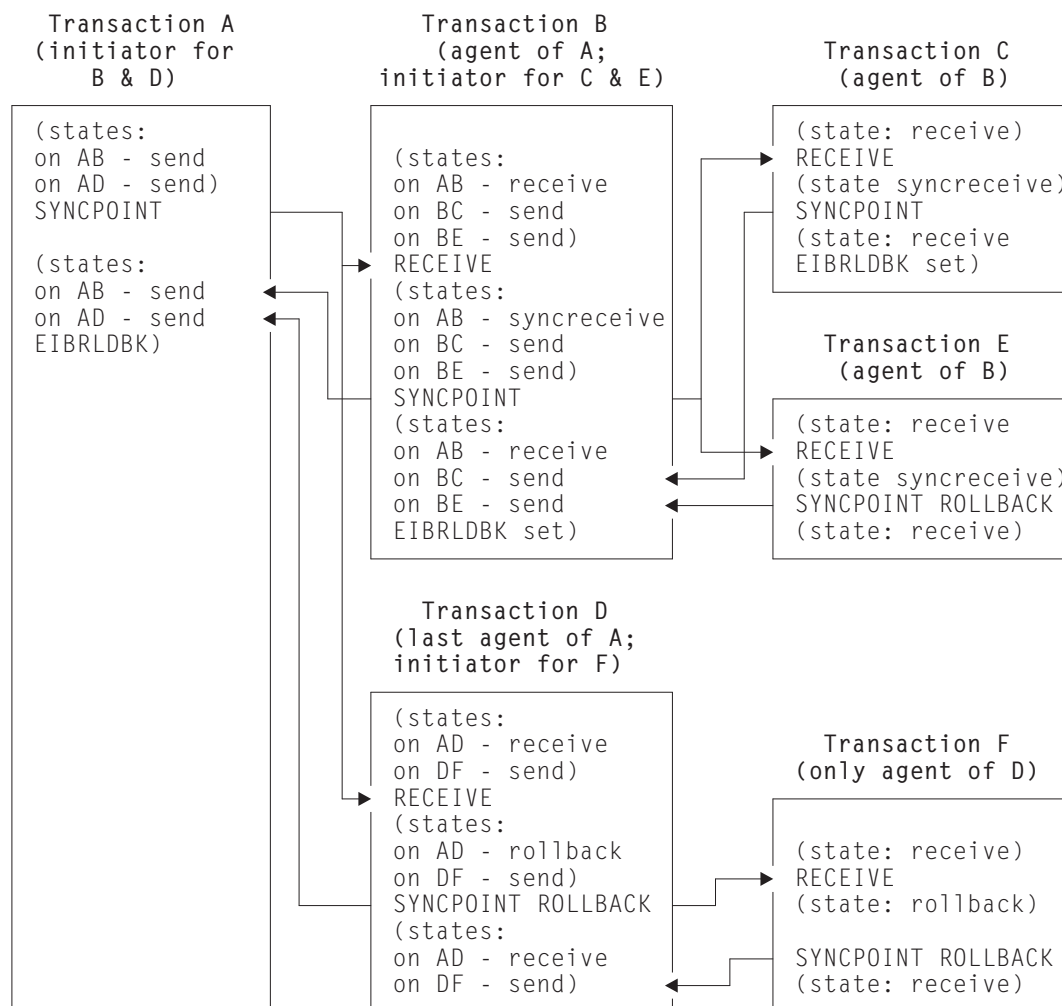 Transaction A
(initiator for
B & D)
(states:
on AB - send
on AD - send)
SYNCPOINT
(states:
on AB - send
on AD - send
EIBRLDBK)
Transaction B
(agent of A;
initiator for C & E)
(states:
on AB - receive
on BC - send
on BE - send)
RECEIVE
(states:
on AB - syncreceive
on BC - send
on BE - send)
SYNCPOINT
(states:
on AB - receive
on BC - send
on BE - send
EIBRLDBK set)
Transaction C
(agent of B)
(state: receive)
RECEIVE
(state syncreceive)
SYNCPOINT
(state: receive
EIBRLDBK set)
Transaction E
(agent of B)
(state: receive
RECEIVE
(state syncreceive)
SYNCPOINT ROLLBACK
(state: receive)
Transaction D
(last agent of A;
initiator for F)
(states:
on AD - receive
on DF - send)
RECEIVE
(states:
on AD - rollback
on DF - send)
SYNCPOINT ROLLBACK
(states:
on AD - receive
on DF - send)
Transaction F
(only agent of D)
(state: receive)
RECEIVE
(state: rollback)
SYNCPOINT ROLLBACK
(state: receive)